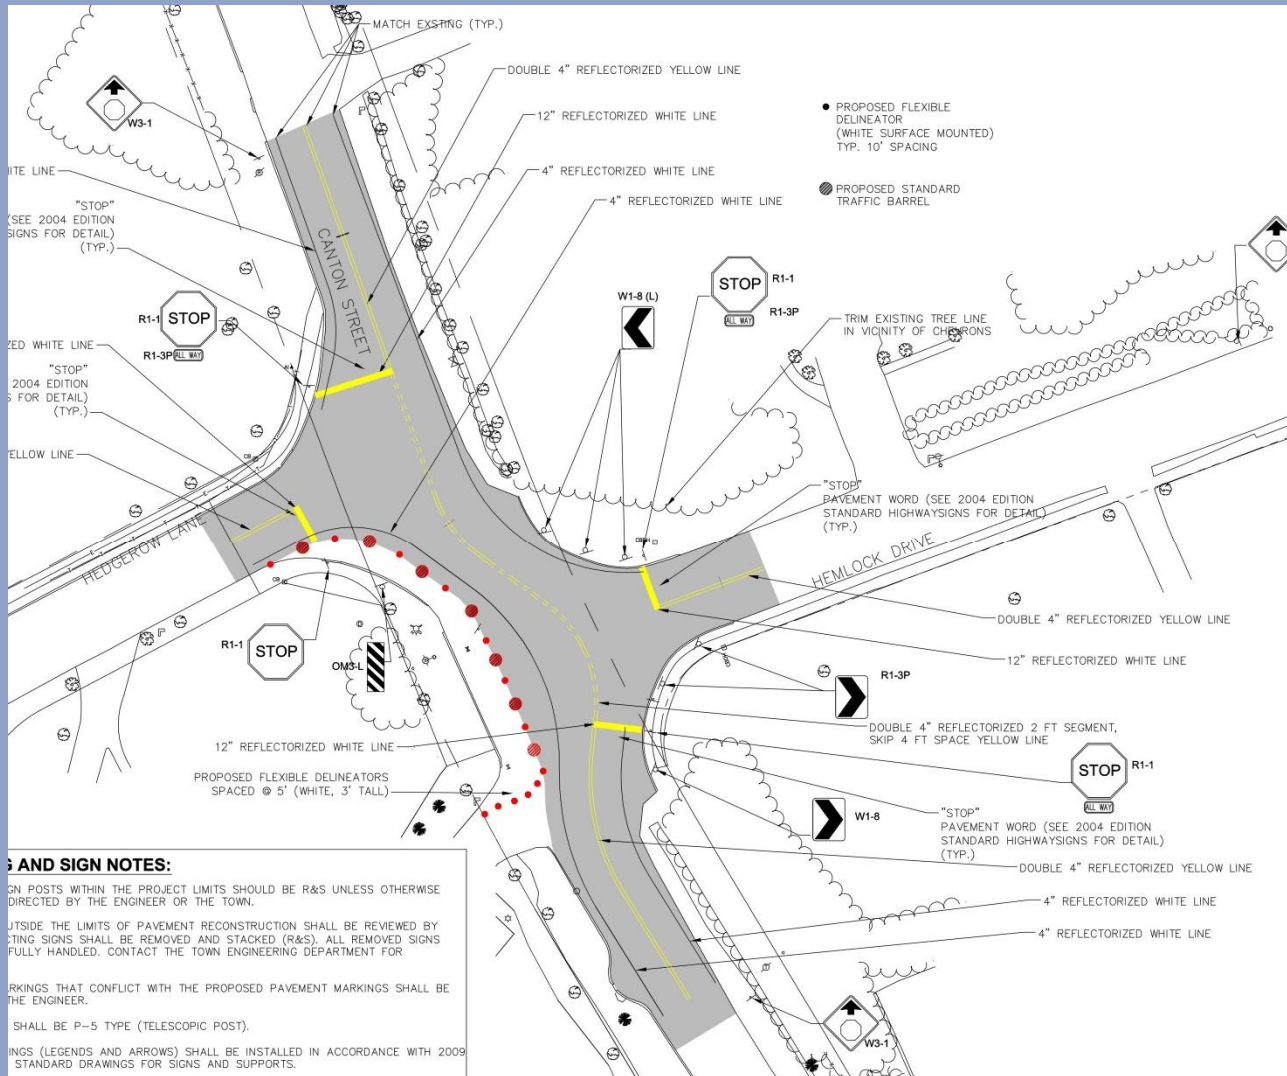 MATCH EXSTING (TYP.)
DOUBLE 4" REFLECTORIZED YELLOW LINE
12" REFLECTORIZED WHITE LINE
4" REFLECTORIZED WHITE LINE
4" REFLECTORIZED WHITE LINE
PROPOSED FLEXIBLE
DELINEATOR
(WHITE SURFACE MOUNTED)
TYP. 10' SPACING
PROPOSED STANDARD
TRAFFIC BARREL
W3-1
LINE
"STOP"
(SEE 2004 EDITION
SIGNS FOR DETAIL)
(TYP.)
CANTON STREET
R1-1
STOP
R1-3P
ALL WAY
WHITE LINE
"STOP"
2004 EDITION
FOR DETAIL)
(TYP.)
YELLOW LINE
W1-8 (L)
STOP
R1-1
R1-3P
ALL WAY
TRIM EXISTING TREE LINE
IN VICINITY OF CHEVRONS
"STOP"
PAVEMENT WORD (SEE 2004 EDITION
STANDARD HIGHWAYSIGNS FOR DETAIL)
(TYP.)
HEDGEROW LANE
HEMLOCK DRIVE
DOUBLE 4" REFLECTORIZED YELLOW LINE
12" REFLECTORIZED WHITE LINE
R1-1
STOP
OM3-L
R1-3P
DOUBLE 4" REFLECTORIZED 2 FT SEGMENT,
SKIP 4 FT SPACE YELLOW LINE
12" REFLECTORIZED WHITE LINE
PROPOSED FLEXIBLE DELINEATORS
SPACED @ 5' (WHITE, 3' TALL)
STOP
R1-1
ALL WAY
W1-8
"STOP"
PAVEMENT WORD (SEE 2004 EDITION
STANDARD HIGHWAYSIGNS FOR DETAIL)
(TYP.)
DOUBLE 4" REFLECTORIZED YELLOW LINE
4" REFLECTORIZED WHITE LINE
4" REFLECTORIZED WHITE LINE
W3-1
AND SIGN NOTES:
POSTS WITHIN THE PROJECT LIMITS SHOULD BE R&S UNLESS OTHERWISE
DIRECTED BY THE ENGINEER OR THE TOWN.
THE LIMITS OF PAVEMENT RECONSTRUCTION SHALL BE REVIEWED BY
SIGNS SHALL BE REMOVED AND STACKED (R&S). ALL REMOVED SIGNS
HANDLED. CONTACT THE TOWN ENGINEERING DEPARTMENT FOR
THAT CONFLICT WITH THE PROPOSED PAVEMENT MARKINGS SHALL BE
THE ENGINEER.
SHALL BE P-5 TYPE (TELESCOPIC POST).
(LEGENDS AND ARROWS) SHALL BE INSTALLED IN ACCORDANCE WITH 2009
STANDARD DRAWINGS FOR SIGNS AND SUPPORTS.